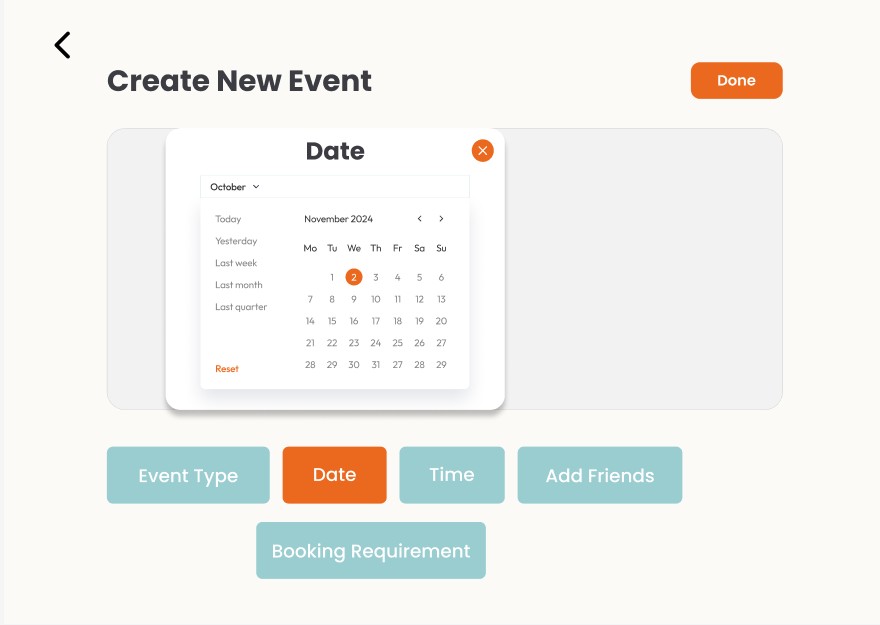 Create New Event
Done
Date
October
Today
Yesterday
Last week
Last month
Last quarter
Reset
November 2024
Mo Tu We Th Fr Sa Su
1 2 3 4 5 6
7 8 9 10 11 12 13
14 15 16 17 18 19 20
21 22 23 24 25 26 27
28 29 30 31 27 28 29
Event Type
Date
Time
Add Friends
Booking Requirement